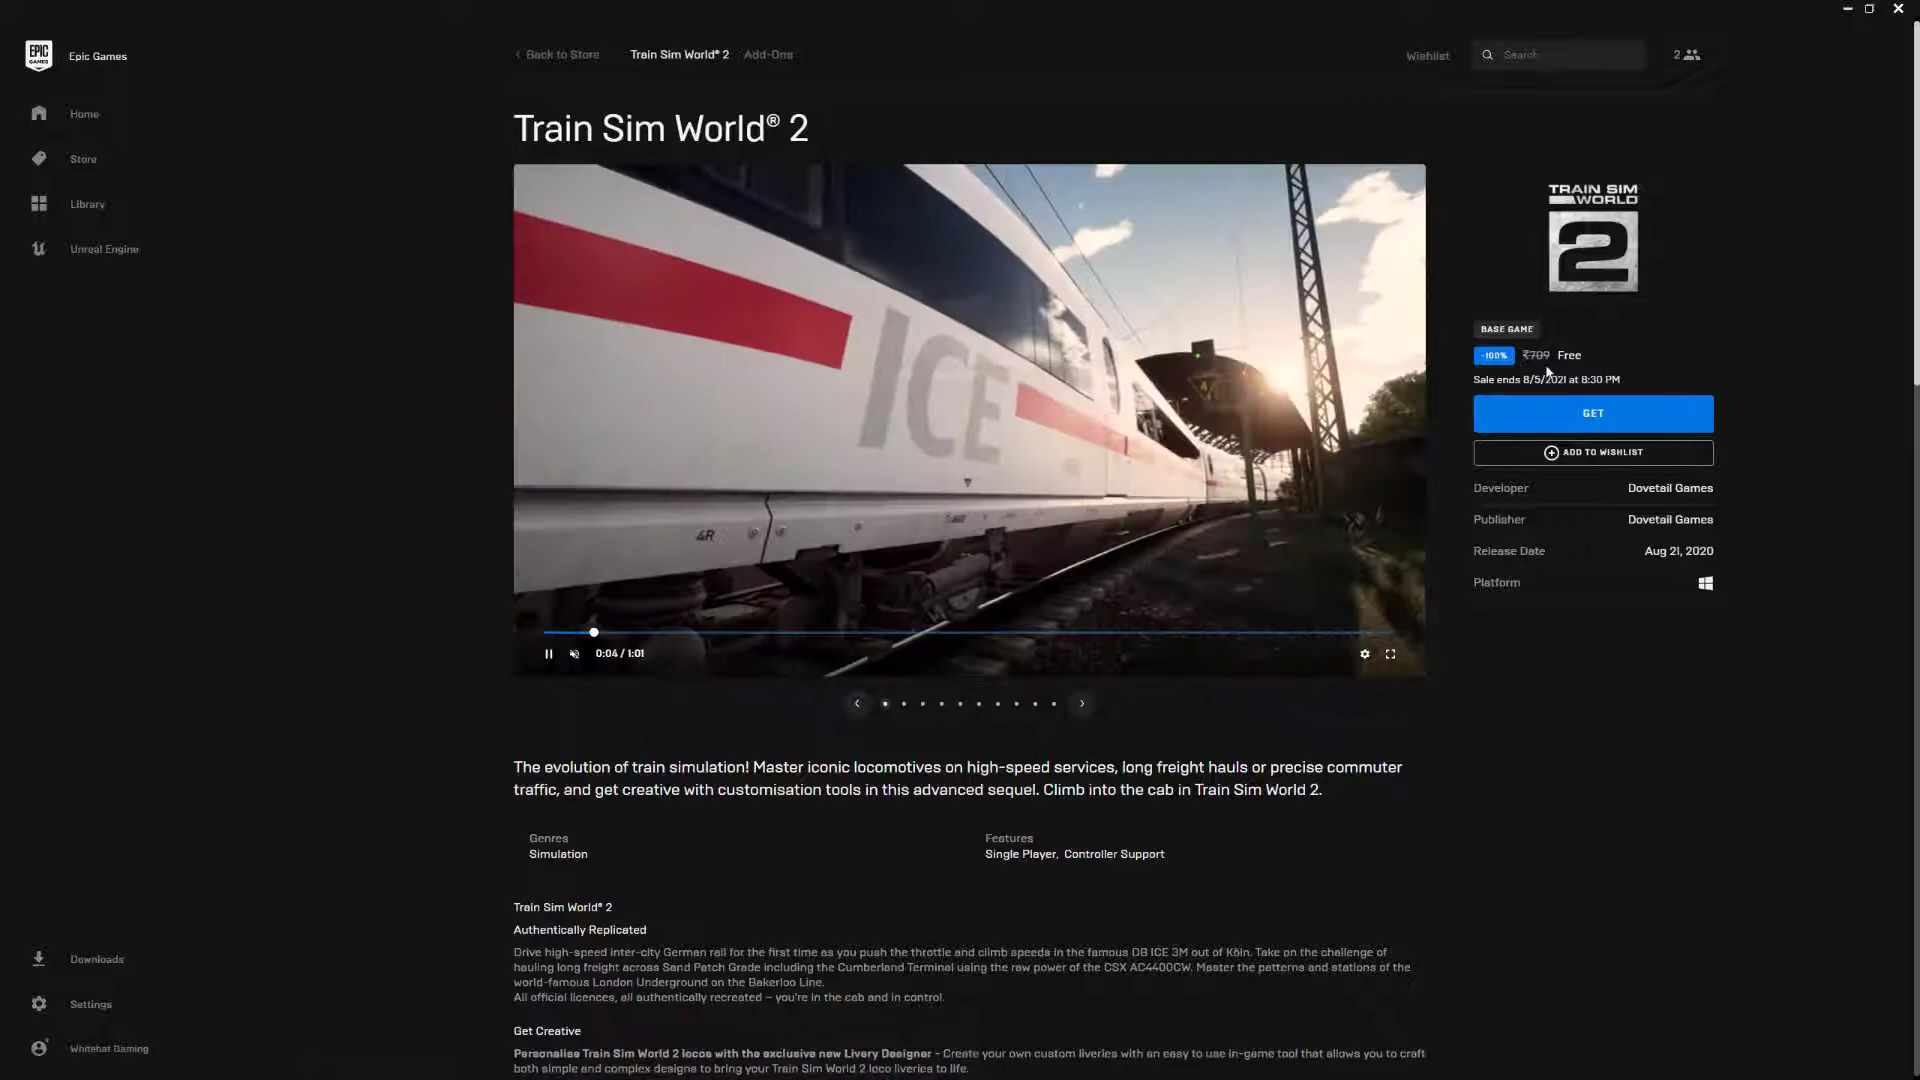 EPIC
GAMES
Epic Games
Home
Store
Library
Unreal Engine
Back to Store
Train Sim World® 2
Add-Ons
Wishlist
Search
2
Train Sim World® 2
ICE
4R
4
0:04 / 1:01
TRAIN SIM
WORLD
2
BASE GAME
-100% ₹709 Free
Sale ends 8/5/2021 at 8:30 PM
GET
ADD TO WISHLIST
Developer Dovetail Games
Publisher Dovetail Games
Release Date Aug 21, 2020
Platform
The evolution of train simulation! Master iconic locomotives on high-speed services, long freight hauls or precise commuter
traffic, and get creative with customisation tools in this advanced sequel. Climb into the cab in Train Sim World 2.
Genres
Simulation
Features
Single Player, Controller Support
Train Sim World® 2
Authentically Replicated
Drive high-speed inter-city German rail for the first time as you push the throttle and climb speeds in the famous DB ICE 3M out of Köln. Take on the challenge of
hauling long freight across Sand Patch Grade including the Cumberland Terminal using the raw power of the CSX AC4400CW. Master the patterns and stations of the
world-famous London Underground on the Bakerloo Line.
All official licences, all authentically recreated – you're in the cab and in control.
Get Creative
Personalise Train Sim World 2 locos with the exclusive new Livery Designer - Create your own custom liveries with an easy to use in-game tool that allows you to craft
both simple and complex designs to bring your Train Sim World 2 loco liveries to life.
Downloads
Settings
Whitehat Gaming